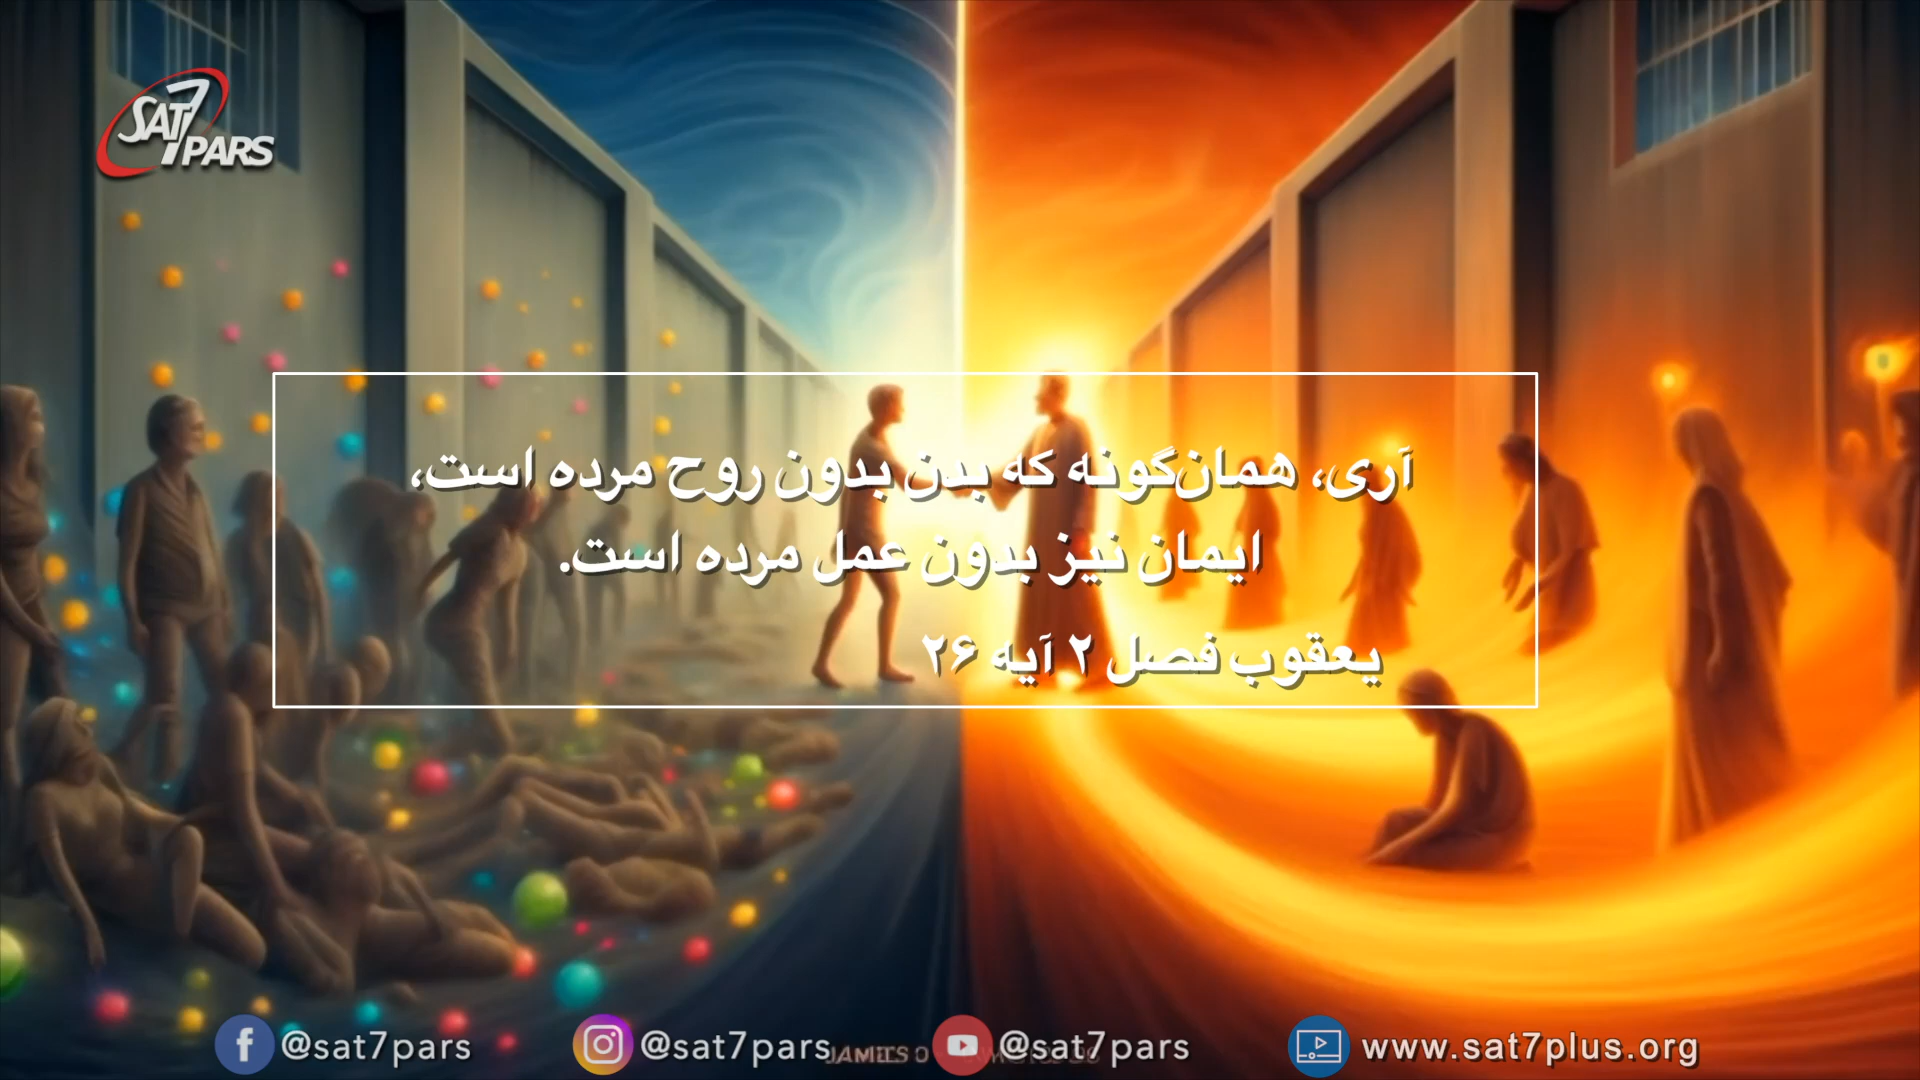 SAT7 PARS
آری، همان‌گونه که بدن بدون روح مرده است،
ایمان نیز بدون عمل مرده است.
یعقوب فصل ۲ آیه ۲۶
@sat7pars @sat7pars @sat7pars www.sat7plus.org